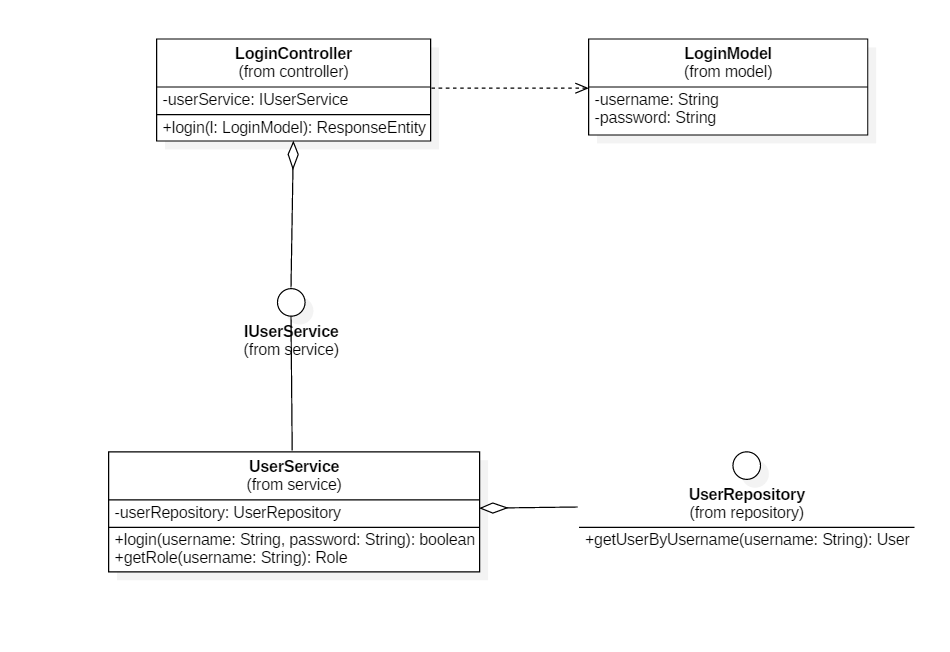 LoginController
(from controller)
-userService: IUserService
+login(l: LoginModel): ResponseEntity
LoginModel
(from model)
-username: String
-password: String
IUserService
(from service)
UserService
(from service)
-userRepository: UserRepository
+login(username: String, password: String): boolean
+getRole(username: String): Role
UserRepository
(from repository)
+getUserByUsername(username: String): User